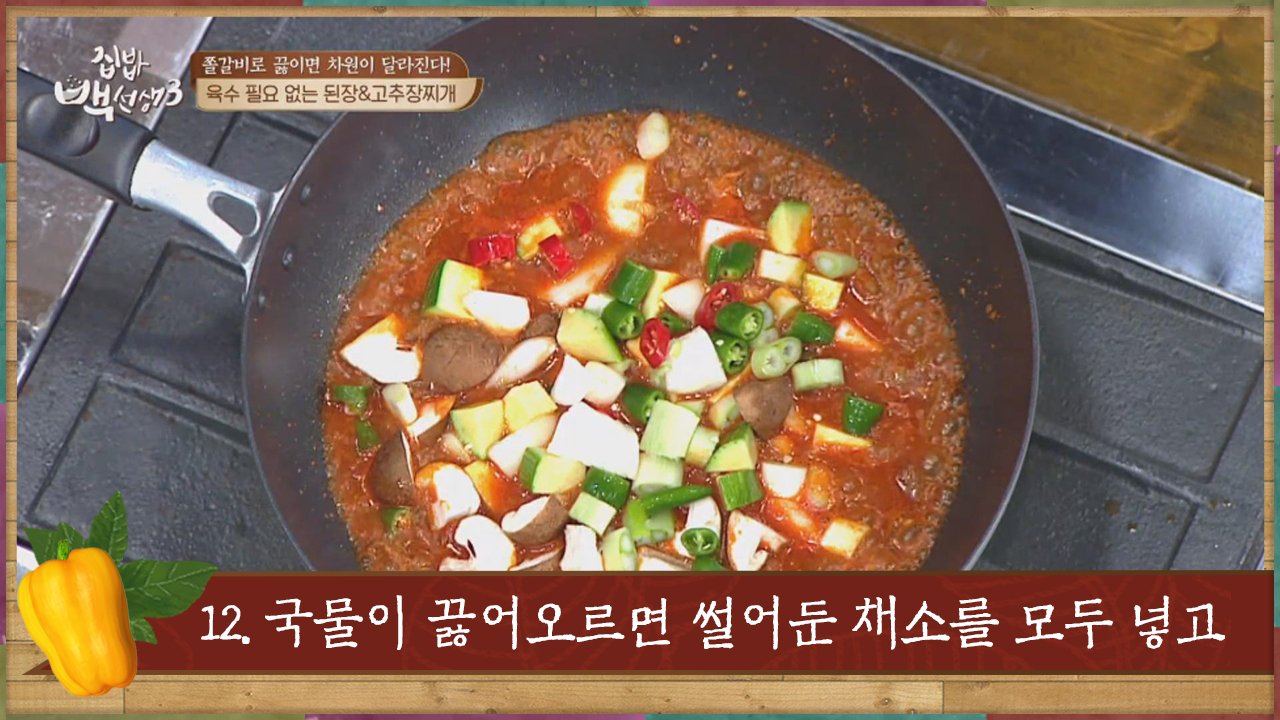 집밥
백선생3
쫄갈비로 끓이면 차원이 달라진다!
육수 필요 없는 된장&고추장찌개
12. 국물이 끓어오르면 썰어둔 채소를 모두 넣고